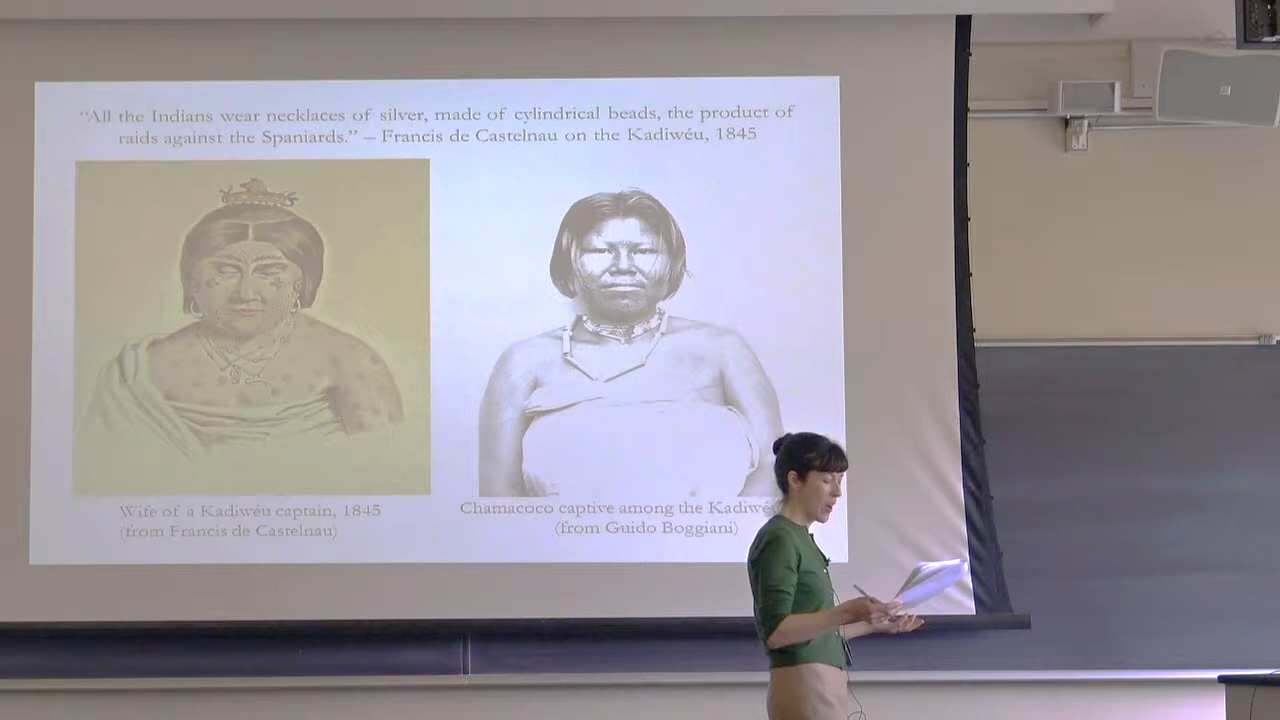 “All the Indians wear necklaces of silver, made of cylindrical beads, the product of
raids against the Spaniards.” – Francis de Castelnau on the Kadiwéu, 1845
Wife of a Kadiwéu captain, 1845
(from Francis de Castelnau)
Chamacoco captive among the
(from Guido Boggiani)